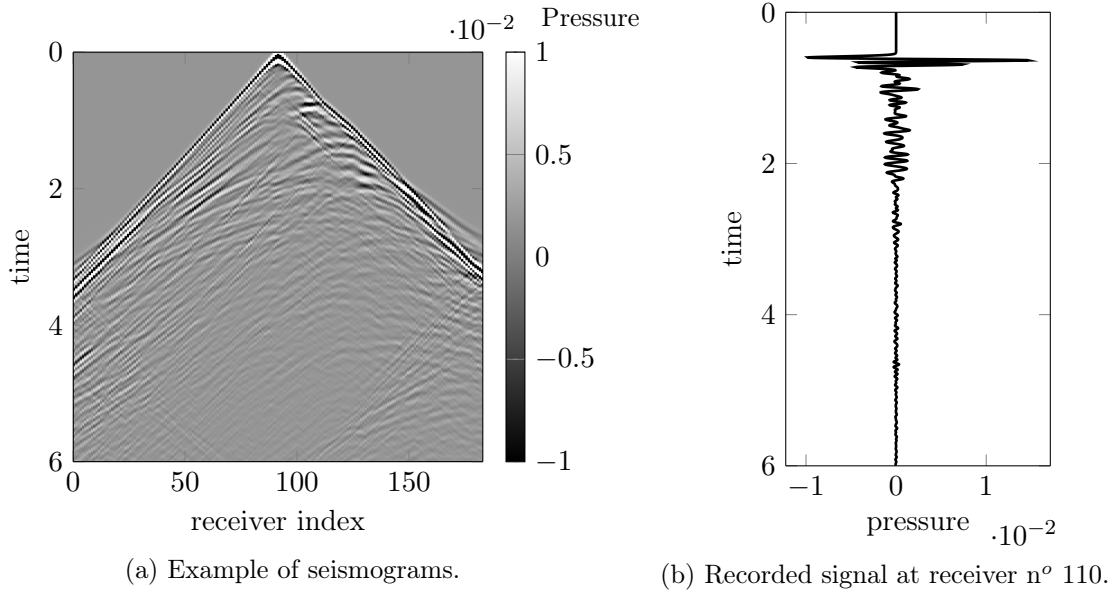 ·10⁻² Pressure
0
2
4
6
time
0 50 100 150
receiver index
1
0.5
0
−0.5
−1
(a) Example of seismograms.
0
2
4
6
time
−1 0 1
pressure ·10⁻²
(b) Recorded signal at receiver nº 110.